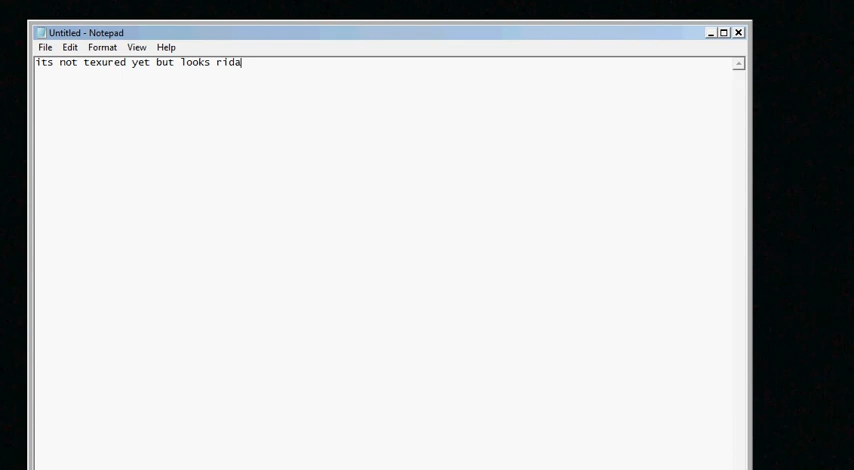 Untitled - Notepad
File Edit Format View Help
its not texured yet but looks rida